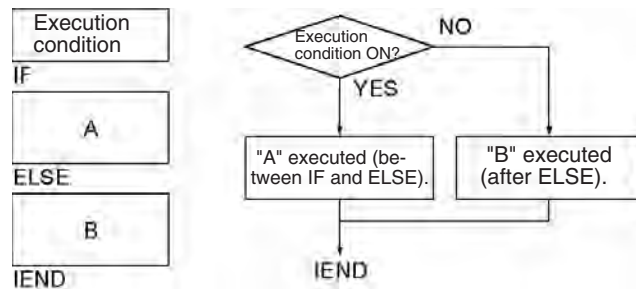 Execution
condition
IF
A
ELSE
B
IEND
Execution
condition ON?
NO
YES
"A" executed (be-
tween IF and ELSE).
"B" executed
(after ELSE).
IEND